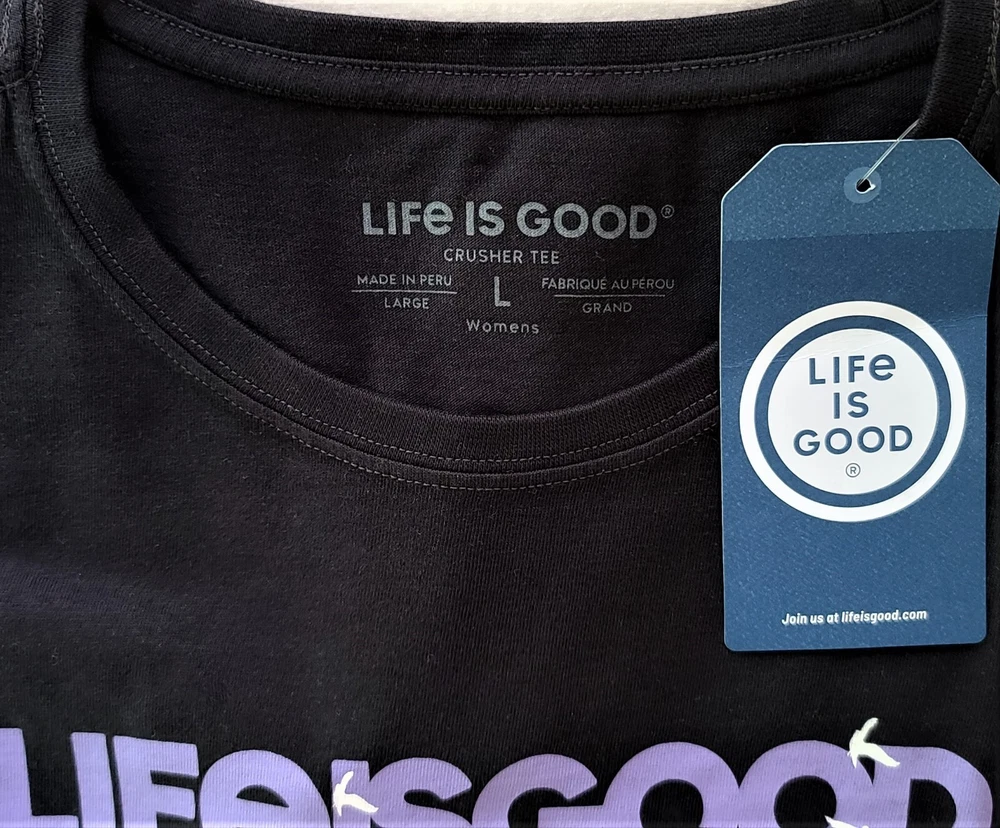 LIFe IS GOOD®
CRUSHER TEE
MADE IN PERU
LARGE
L
FABRIQUÉ AU PÉROU
GRAND
Womens
LIFe
IS
GOOD
®
Join us at lifeisgood.com
LIFe IS GOOD